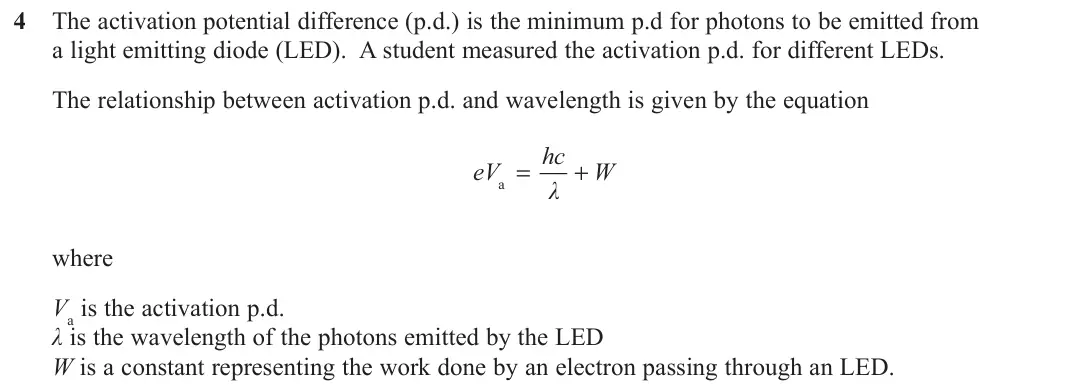 4 The activation potential difference (p.d.) is the minimum p.d for photons to be emitted from
a light emitting diode (LED). A student measured the activation p.d. for different LEDs.
The relationship between activation p.d. and wavelength is given by the equation
eVₐ = hc/λ + W
where
Vₐ is the activation p.d.
λ is the wavelength of the photons emitted by the LED
W is a constant representing the work done by an electron passing through an LED.